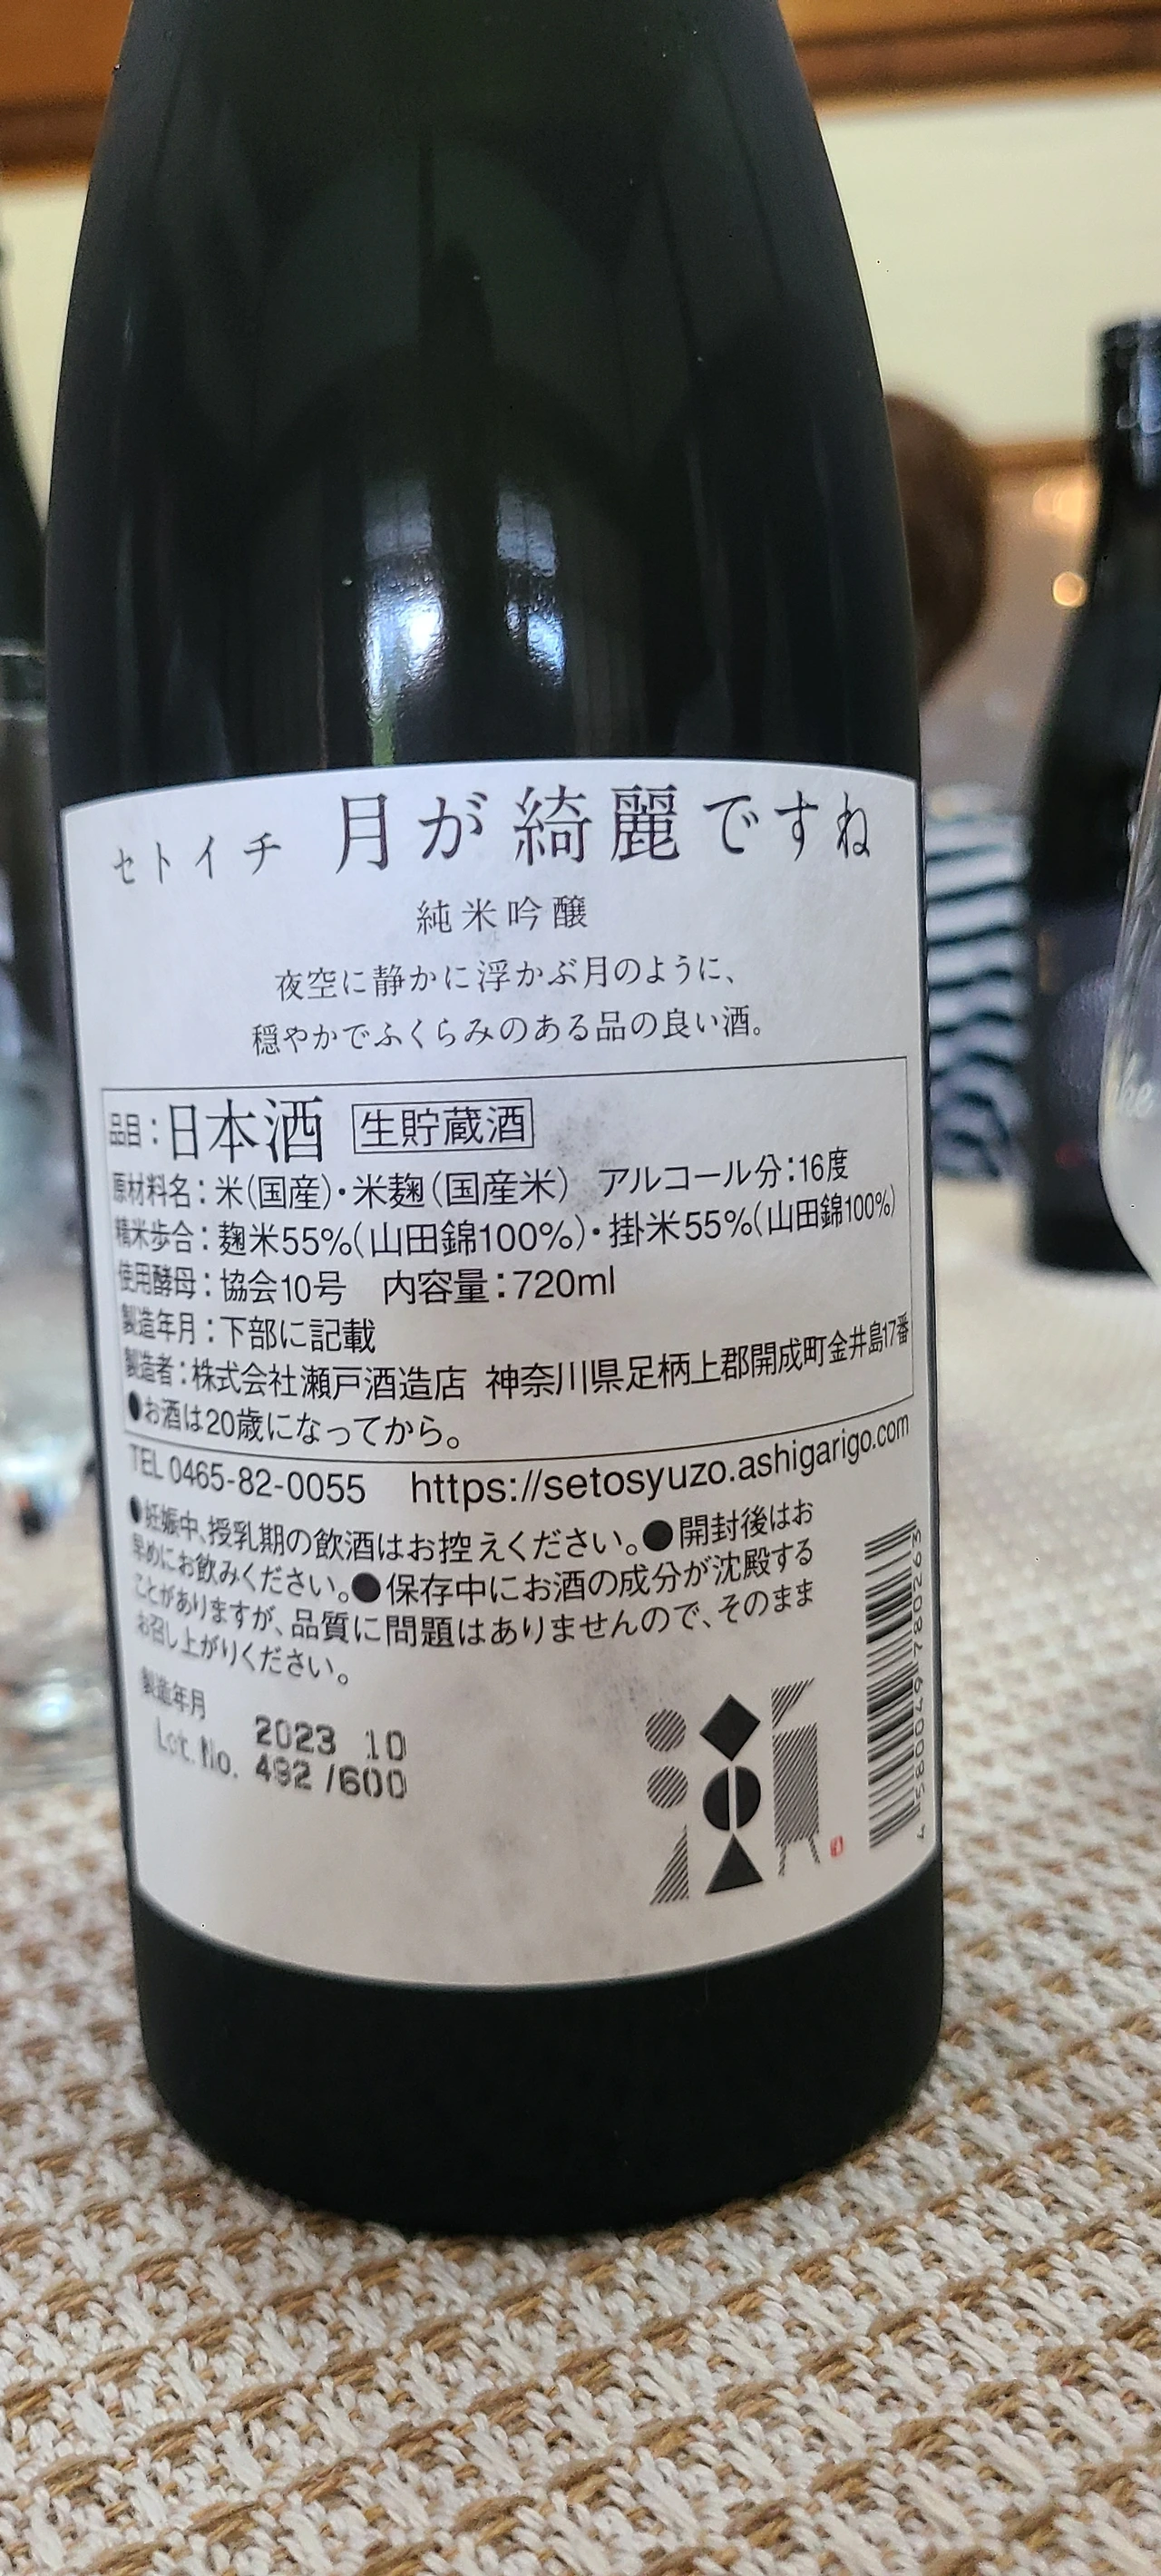 セトイチ 月が綺麗ですね
純米吟醸
夜空に静かに浮かぶ月のように、
穏やかでふくらみのある品の良い酒。
品目：日本酒 生貯蔵酒
原材料名：米（国産）・米麹（国産米） アルコール分：16度
精米歩合：麹米55%（山田錦100%）・掛米55%（山田錦100%）
使用酵母：協会10号 内容量：720ml
製造年月：下部に記載
製造者：株式会社瀬戸酒造店 神奈川県足柄上郡開成町金井島17番
●お酒は20歳になってから。
TEL 0465-82-0055 https://setosyuzo.ashigarigo.com
●妊娠中、授乳期の飲酒はお控えください。●開封後はお
早めにお飲みください。●保存中にお酒の成分が沈殿する
ことがありますが、品質に問題はありませんので、そのまま
お召し上がりください。
製造年月 2023 10
Lot.No. 492 /600